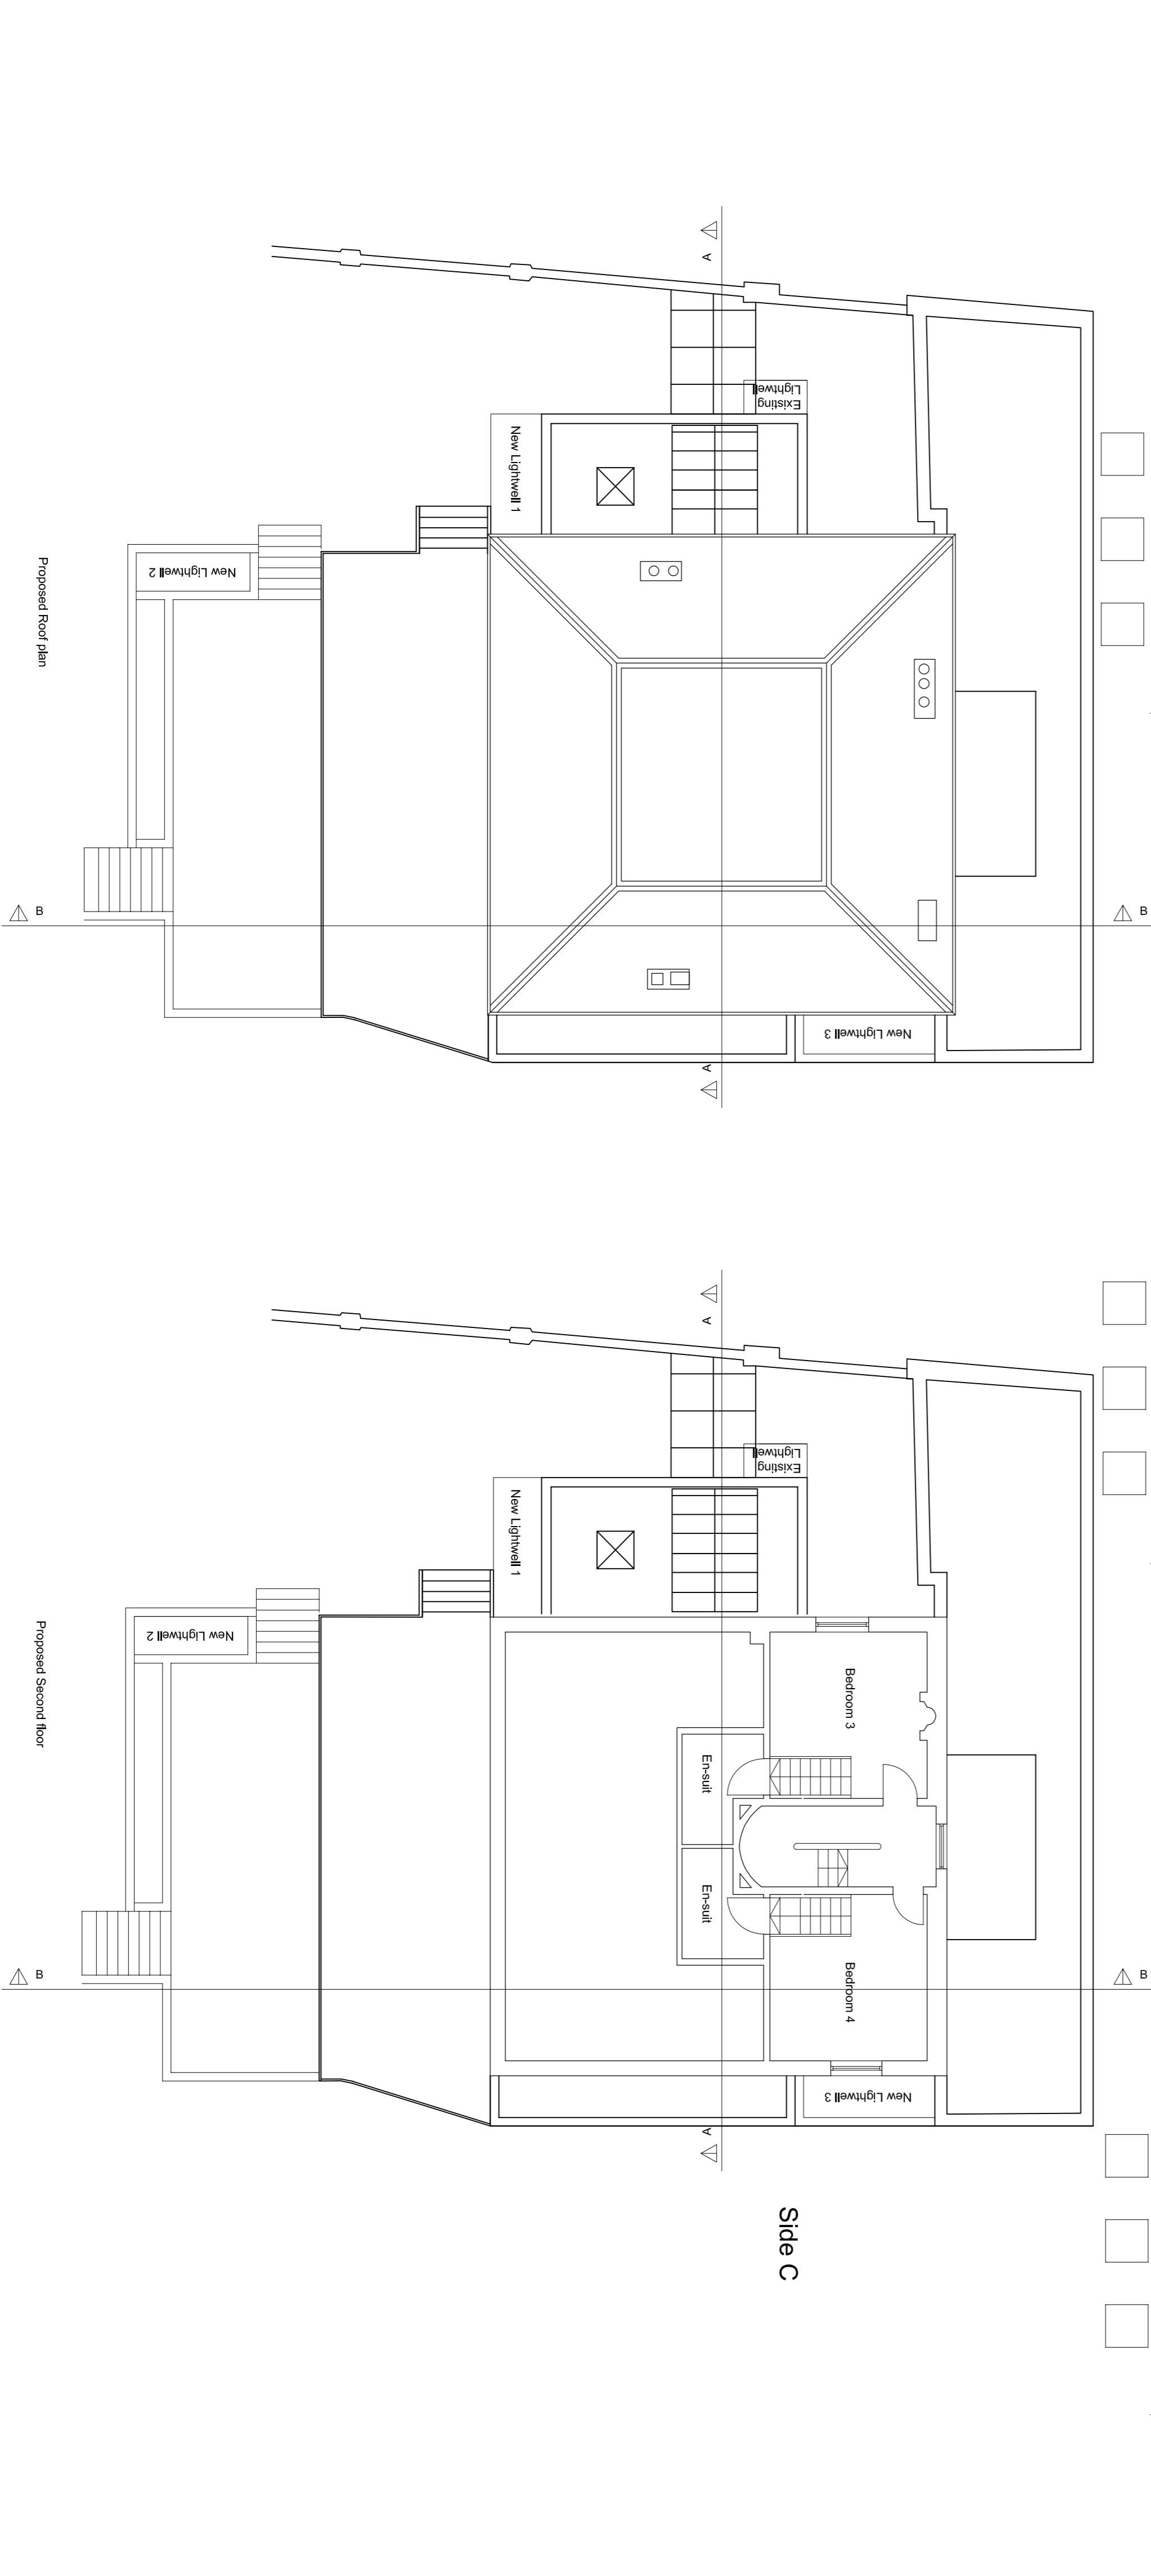 A
Existing
Lightwell
New Lightwell 1
New Lightwell 2
B
B
New Lightwell 3
A
Proposed Roof plan
A
Existing
Lightwell
New Lightwell 1
New Lightwell 2
Bedroom 3
En-suit
En-suit
Bedroom 4
B
B
New Lightwell 3
A
Proposed Second floor
Side C